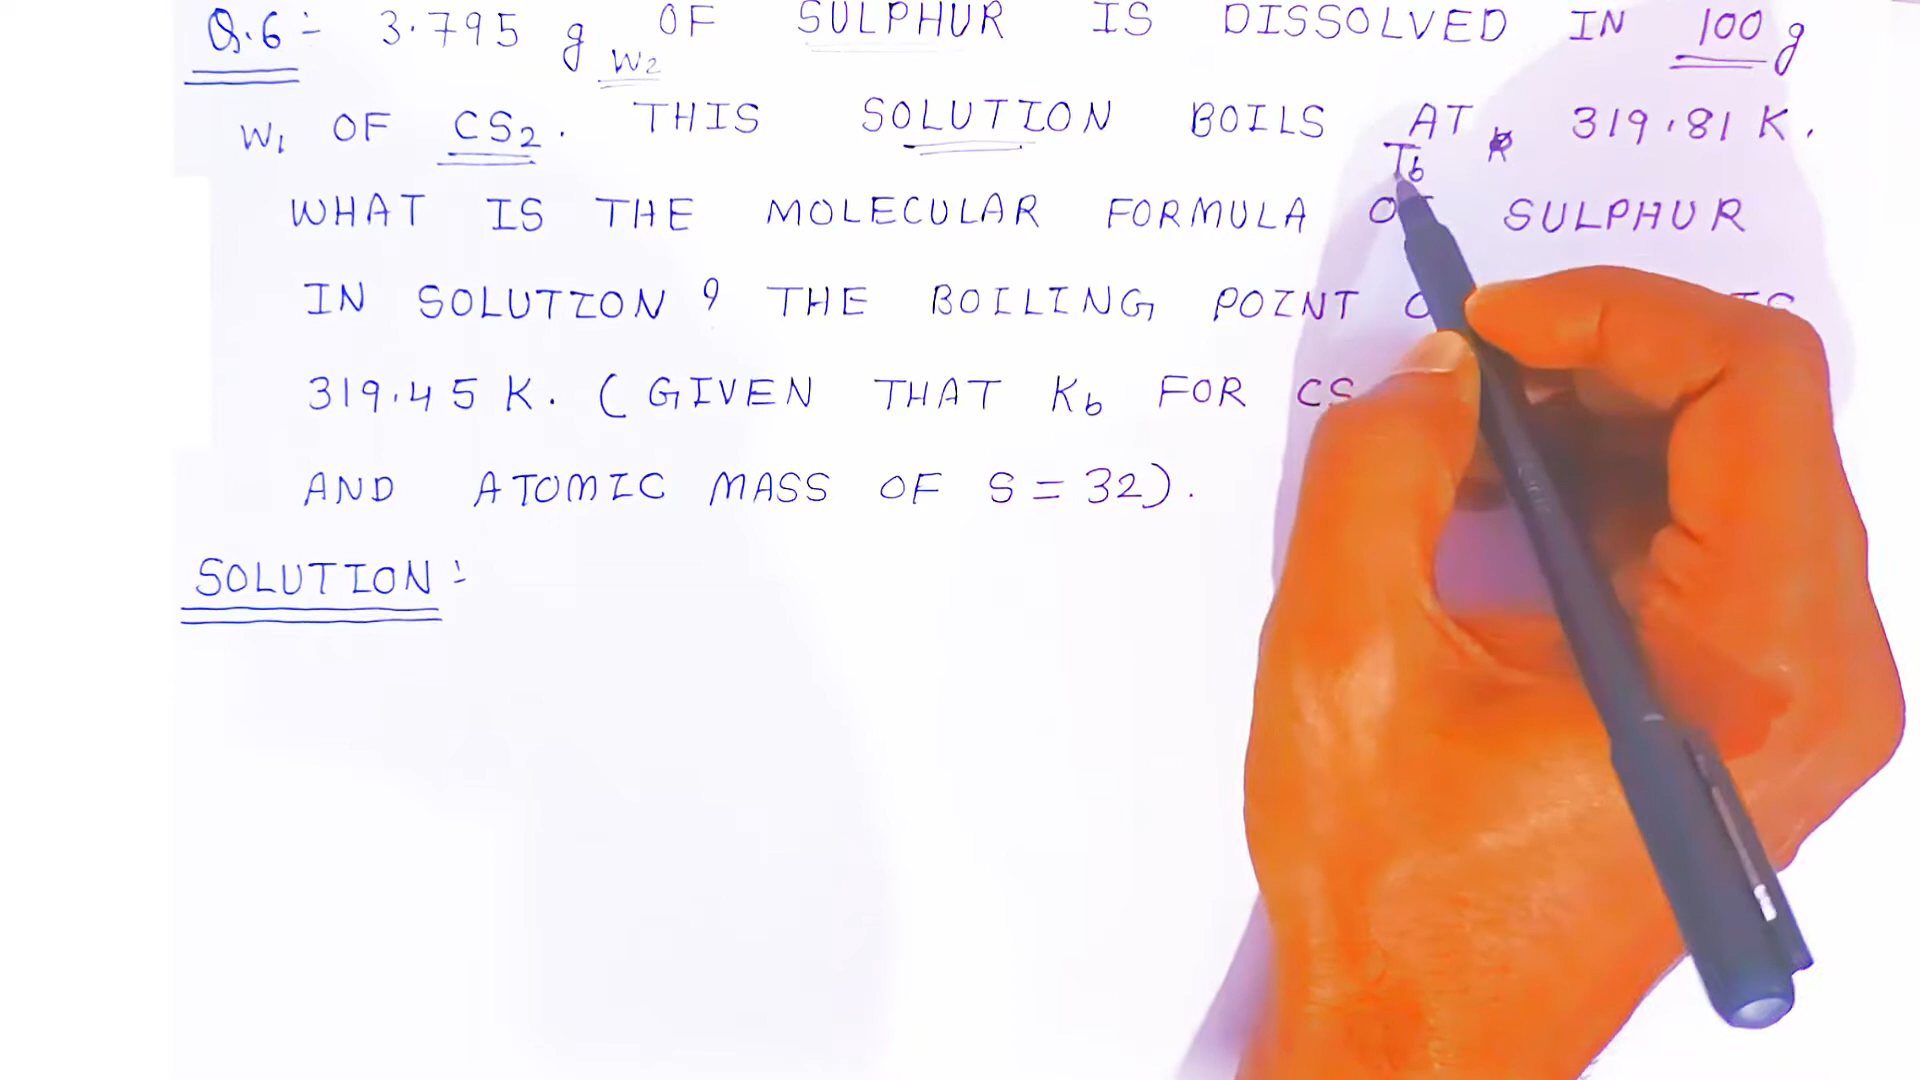 Q.6:- 3.795 g W2 OF SULPHUR IS DISSOLVED IN 100 g
W1 OF CS2. THIS SOLUTION BOILS AT Tb 319.81 K.
WHAT IS THE MOLECULAR FORMULA OF SULPHUR
IN SOLUTION ? THE BOILING POINT
319.45 K. (GIVEN THAT Kb FOR CS
AND ATOMIC MASS OF S = 32).
SOLUTION:-